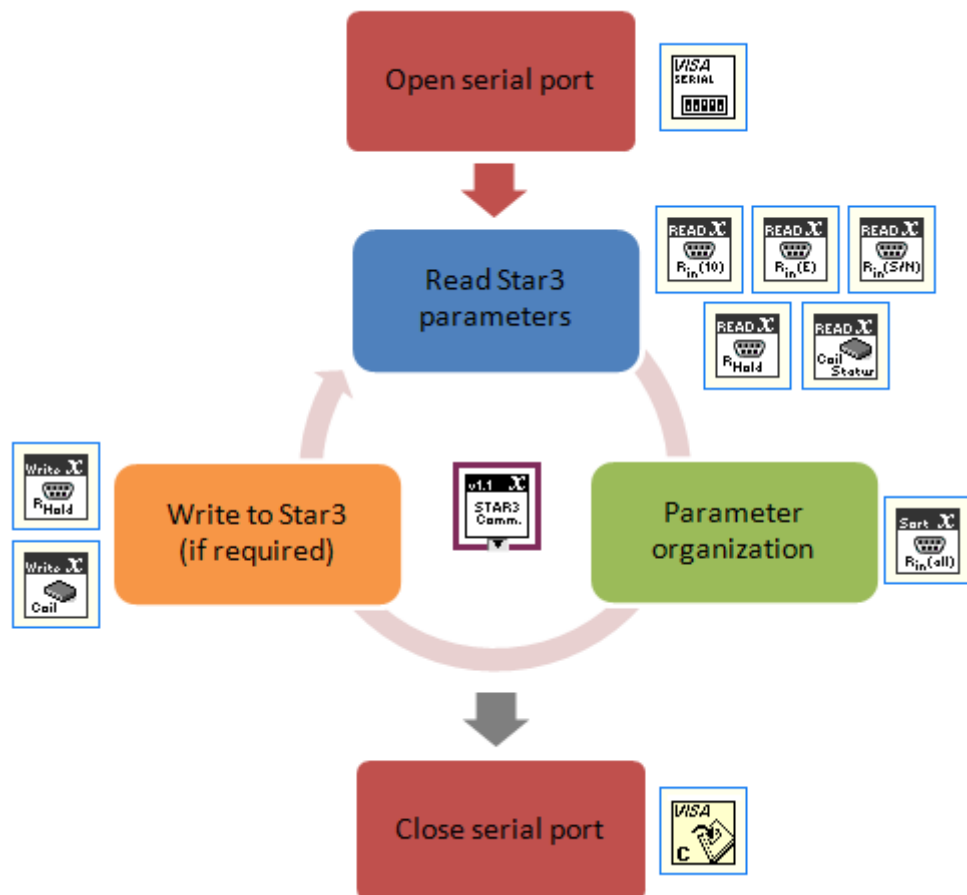 Open serial port
VISA
SERIAL
Read Star3
parameters
READ X
Rin(10)
READ X
Rin(E)
READ X
Rin(S/N)
READ X
RHold
READ X
Coil
Status
Write X
RHold
Write X
Coil
Write to Star3
(if required)
v1.1 X
STAR3
Comm.
Parameter
organization
Sort X
Rin(all)
Close serial port
VISA
C